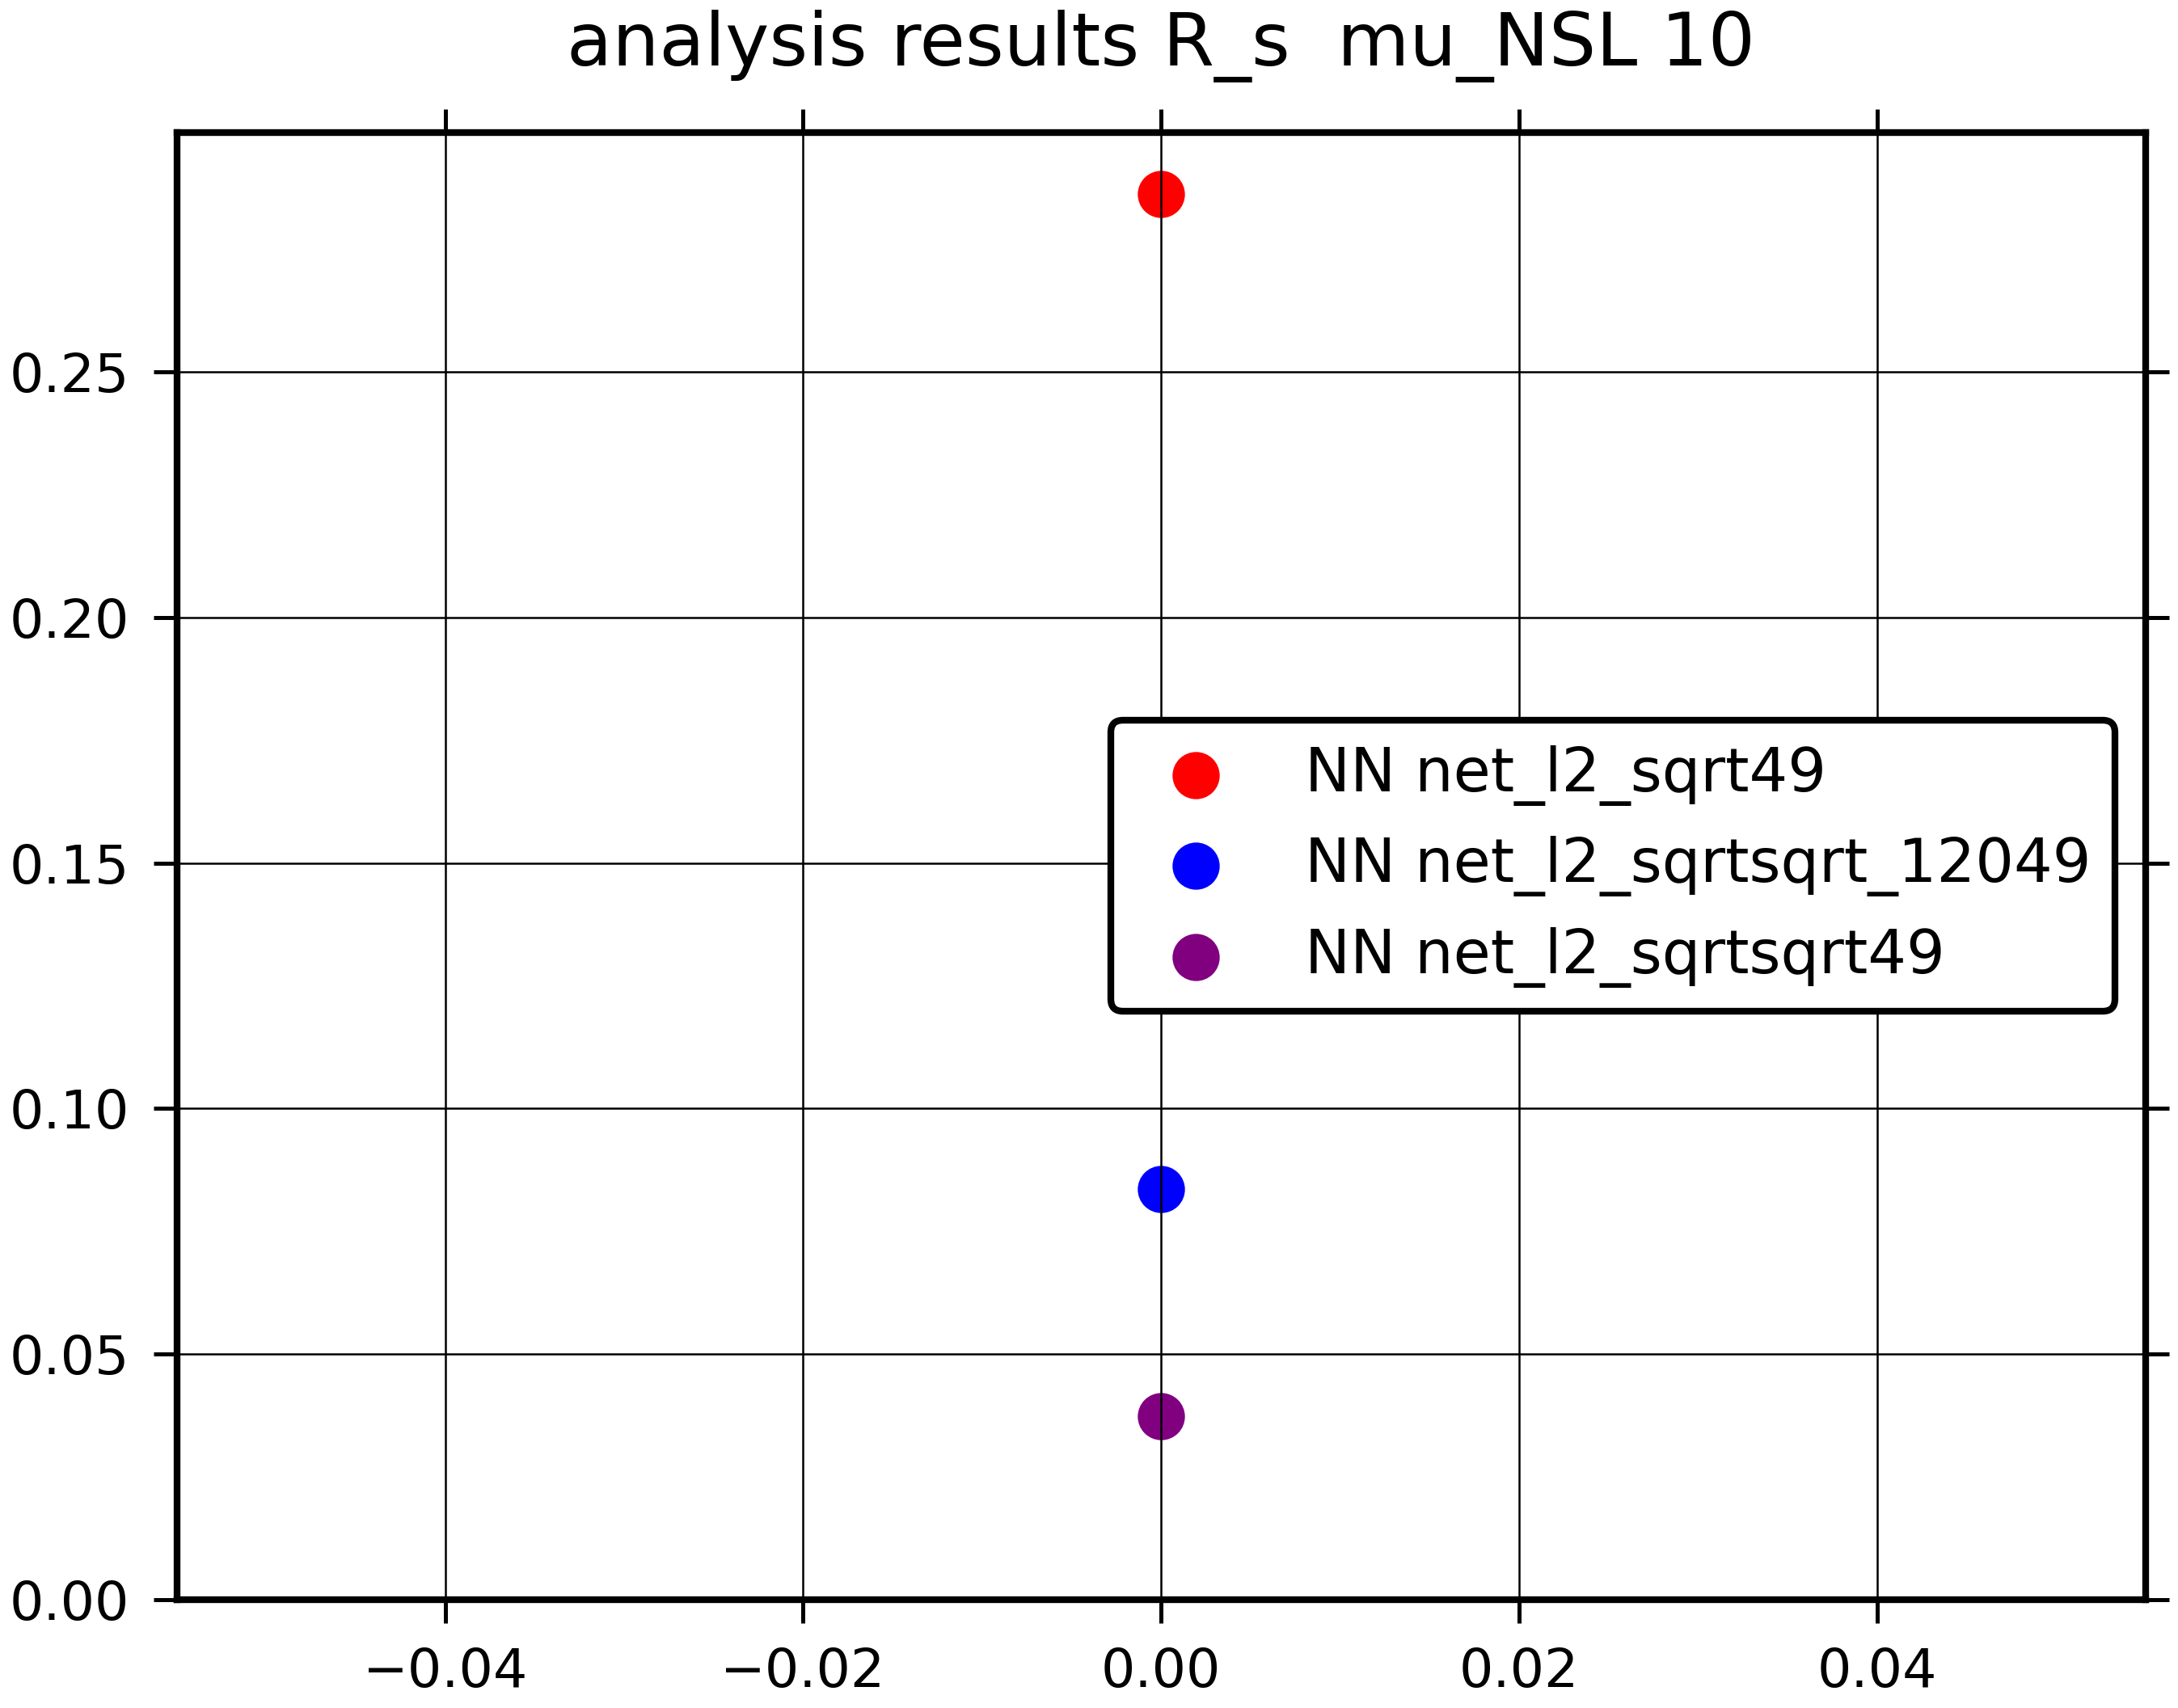 analysis results R_s  mu_NSL 10
0.25
0.20
0.15
0.10
0.05
0.00
NN net_l2_sqrt49
NN net_l2_sqrtsqrt_12049
NN net_l2_sqrtsqrt49
−0.04 −0.02 0.00 0.02 0.04